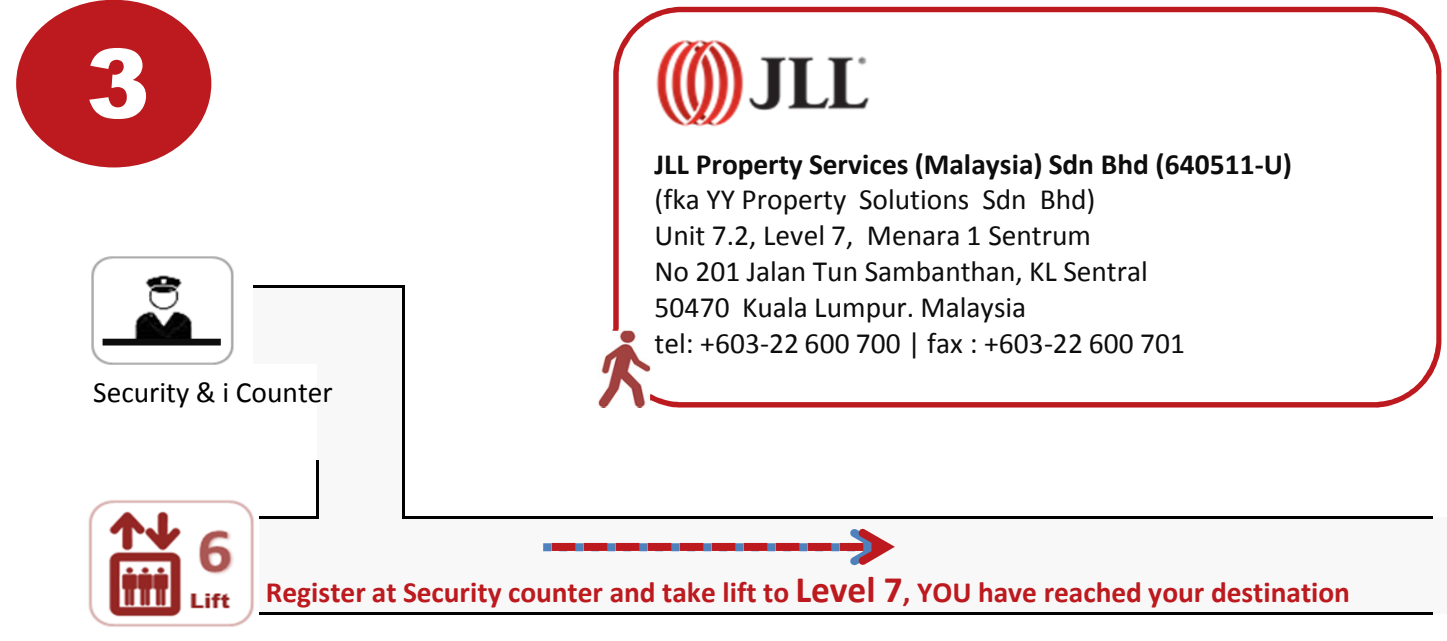 3
JLL
JLL Property Services (Malaysia) Sdn Bhd (640511-U)
(fka YY Property Solutions Sdn Bhd)
Unit 7.2, Level 7, Menara 1 Sentrum
No 201 Jalan Tun Sambanthan, KL Sentral
50470 Kuala Lumpur. Malaysia
tel: +603-22 600 700 | fax : +603-22 600 701
Security & i Counter
6
Lift
Register at Security counter and take lift to Level 7, YOU have reached your destination